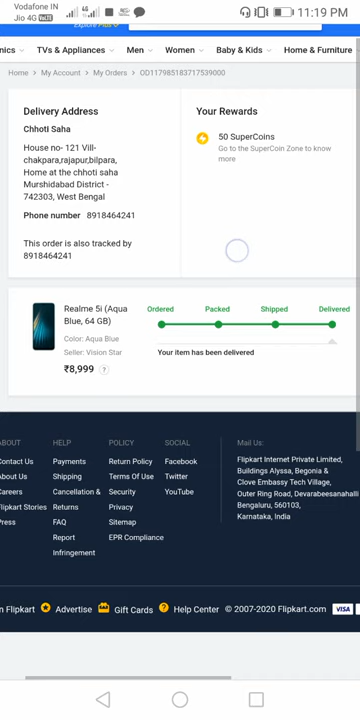 Vodafone IN
Jio 4G VoLTE
4G
11:19 PM
Explore Plus
nics TVs & Appliances Men Women Baby & Kids Home & Furniture
Home > My Account > My Orders > OD117985183717539000
Delivery Address
Chhoti Saha
House no- 121 Vill-
chakpara,rajapur,bilpara,
Home at the chhoti saha
Murshidabad District -
742303, West Bengal
Phone number 8918464241
This order is also tracked by
8918464241
Your Rewards
50 SuperCoins
Go to the SuperCoin Zone to know
more
Realme 5i (Aqua
Blue, 64 GB)
Color: Aqua Blue
Seller: Vision Star
₹8,999 ?
Ordered Packed Shipped Delivered
Your item has been delivered
ABOUT
Contact Us
About Us
Careers
Flipkart Stories
Press
HELP
Payments
Shipping
Cancellation &
Returns
FAQ
Report
Infringement
POLICY
Return Policy
Terms Of Use
Security
Privacy
Sitemap
EPR Compliance
SOCIAL
Facebook
Twitter
YouTube
Mail Us:
Flipkart Internet Private Limited,
Buildings Alyssa, Begonia &
Clove Embassy Tech Village,
Outer Ring Road, Devarabeesanahalli
Bengaluru, 560103,
Karnataka, India
n Flipkart Advertise Gift Cards ? Help Center © 2007-2020 Flipkart.com VISA